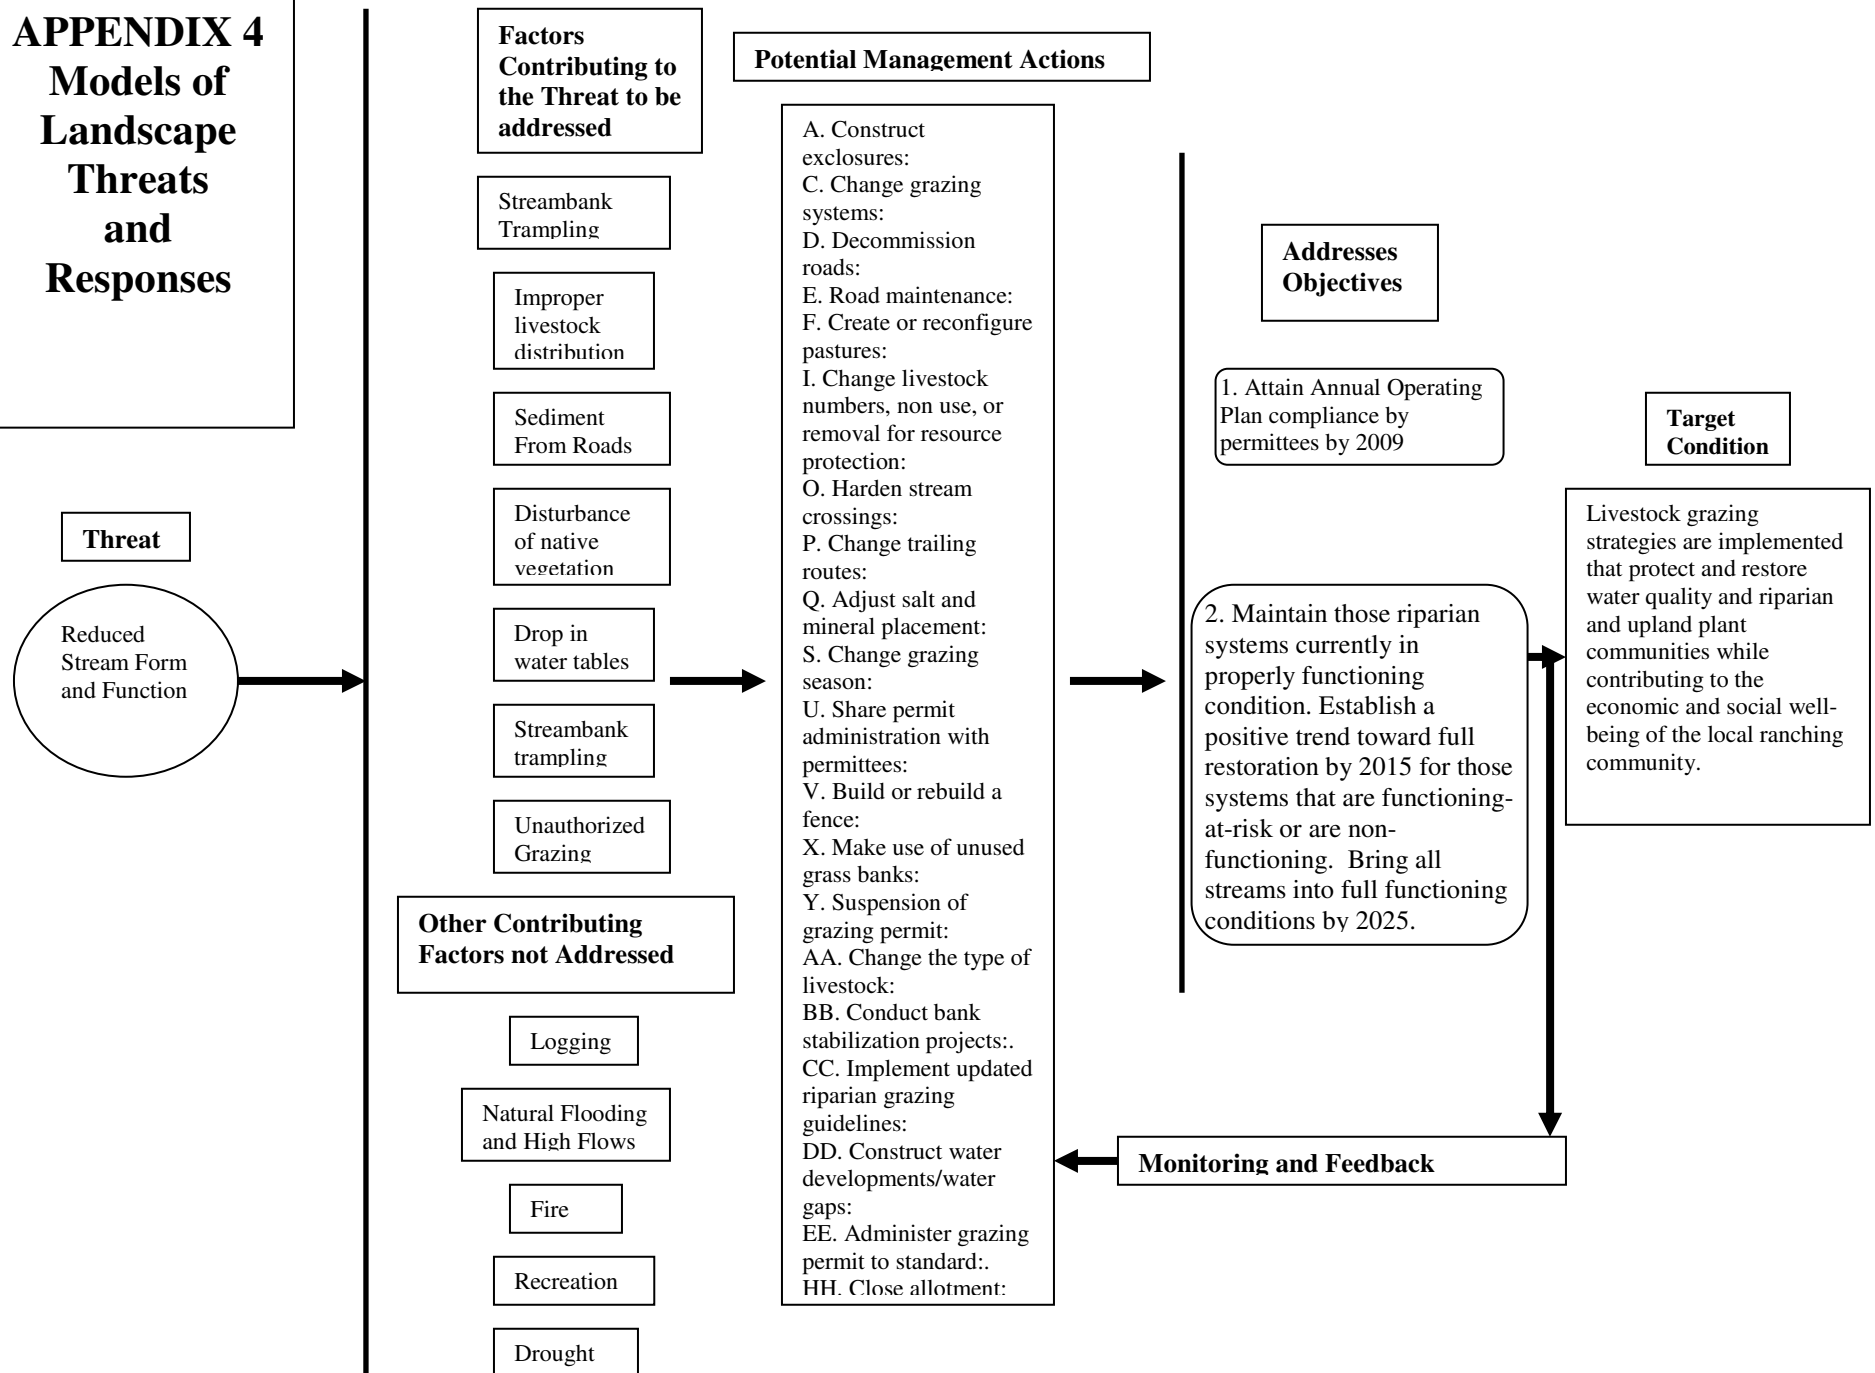 APPENDIX 4
Models of
Landscape
Threats
and
Responses
Threat
Reduced
Stream Form
and Function
Factors
Contributing to
the Threat to be
addressed
Streambank
Trampling
Improper
livestock
distribution
Sediment
From Roads
Disturbance
of native
vegetation
Drop in
water tables
Streambank
trampling
Unauthorized
Grazing
Other Contributing
Factors not Addressed
Logging
Natural Flooding
and High Flows
Fire
Recreation
Drought
Potential Management Actions
A. Construct
exclosures:
C. Change grazing
systems:
D. Decommission
roads:
E. Road maintenance:
F. Create or reconfigure
pastures:
I. Change livestock
numbers, non use, or
removal for resource
protection:
O. Harden stream
crossings:
P. Change trailing
routes:
Q. Adjust salt and
mineral placement:
S. Change grazing
season:
U. Share permit
administration with
permittees:
V. Build or rebuild a
fence:
X. Make use of unused
grass banks:
Y. Suspension of
grazing permit:
AA. Change the type of
livestock:
BB. Conduct bank
stabilization projects:.
CC. Implement updated
riparian grazing
guidelines:
DD. Construct water
developments/water
gaps:
EE. Administer grazing
permit to standard:.
HH. Close allotment:
Addresses
Objectives
1. Attain Annual Operating
Plan compliance by
permittees by 2009
2. Maintain those riparian
systems currently in
properly functioning
condition. Establish a
positive trend toward full
restoration by 2015 for those
systems that are functioning-
at-risk or are non-
functioning.  Bring all
streams into full functioning
conditions by 2025.
Target
Condition
Livestock grazing
strategies are implemented
that protect and restore
water quality and riparian
and upland plant
communities while
contributing to the
economic and social well-
being of the local ranching
community.
Monitoring and Feedback